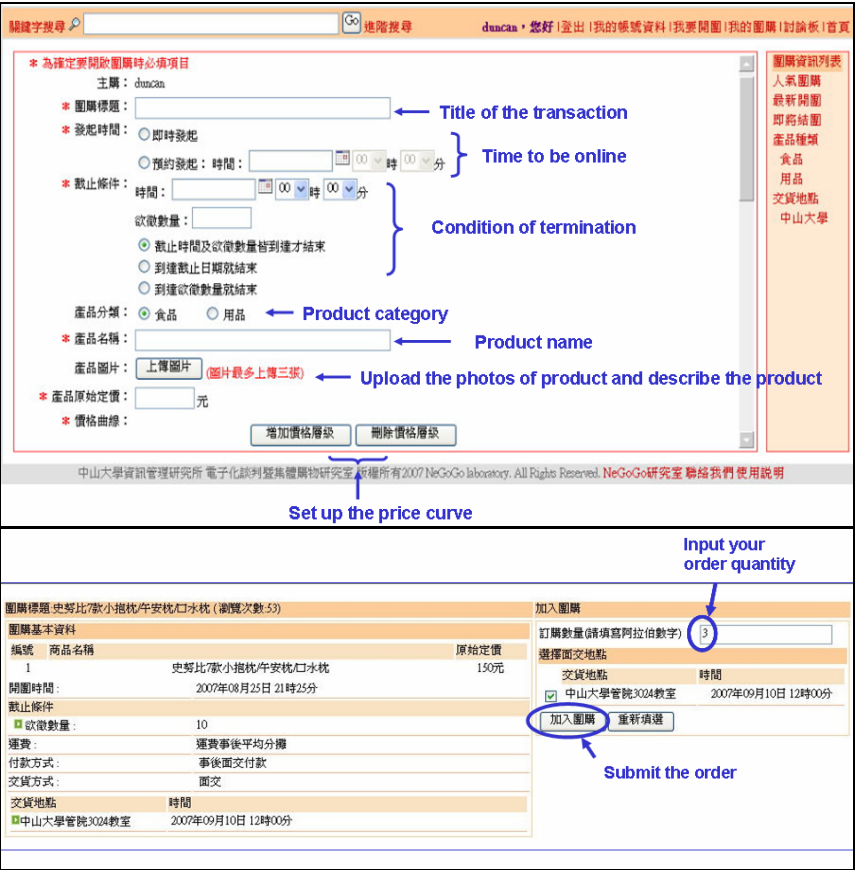 關鍵字搜尋 Go 進階搜尋 duncan，您好 | 登出 | 我的帳號資料 | 我要開團 | 我的團購 | 討論板 | 首頁
* 為確定要開啟團購時必填項目
主購：duncan
* 團購標題： Title of the transaction
* 發起時間： 即時發起
預約發起：時間： 00 時 00 分
Time to be online
* 截止條件： 時間： 00 時 00 分
欲徵數量：
Condition of termination
截止時間及欲徵數量皆到達才結束
到達截止日期就結束
到達欲徵數量就結束
產品分類： 食品 用品 Product category
* 產品名稱： Product name
產品圖片： 上傳圖片 (圖片最多上傳三張) Upload the photos of product and describe the product
* 產品原始定價： 元
* 價格曲線：
增加價格層級 刪除價格層級
團購資訊列表
人氣團購
最新開團
即將結團
產品種類
食品
用品
交貨地點
中山大學
中山大學資訊管理研究所 電子化談判暨集體購物研究室 版權所有2007 NeGoGo laboratory. All Rights Reserved. NeGoGo研究室 聯絡我們 使用說明
Set up the price curve
Input your
order quantity
團購標題:史努比7款小抱枕/午安枕/口水枕 (瀏覽次數:53)
團購基本資料
編號 商品名稱 原始定價
1 史努比7款小抱枕/午安枕/口水枕 150元
開團時間： 2007年08月25日 21時25分
截止條件
欲徵數量： 10
運費： 運費事後平均分攤
付款方式： 事後面交付款
交貨方式： 面交
交貨地點 時間
中山大學管院3024教室 2007年09月10日 12時00分
加入團購
訂購數量(請填寫阿拉伯數字) 3
選擇面交地點
交貨地點 時間
中山大學管院3024教室 2007年09月10日 12時00分
加入團購 重新填選
Submit the order